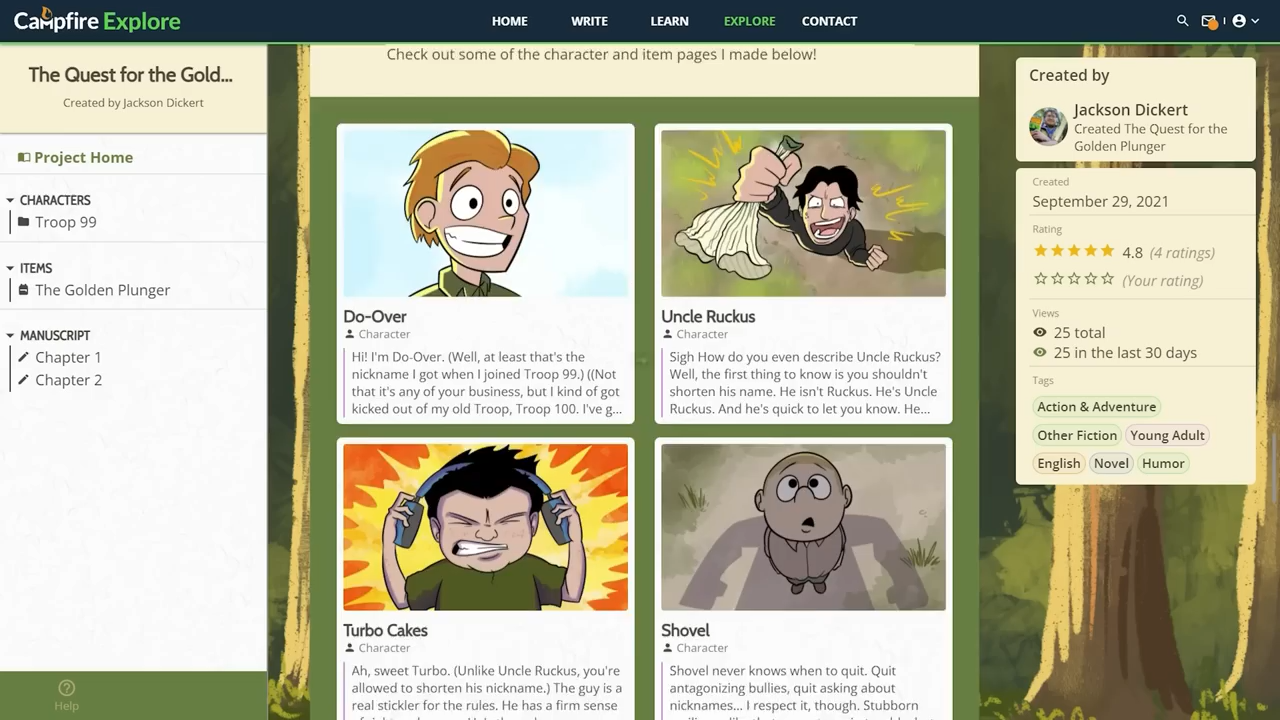 Campfire Explore
HOME
WRITE
LEARN
EXPLORE
CONTACT
The Quest for the Gold...
Created by Jackson Dickert
Project Home
CHARACTERS
Troop 99
ITEMS
The Golden Plunger
MANUSCRIPT
Chapter 1
Chapter 2
Help
Check out some of the character and item pages I made below!
Do-Over
Character
Hi! I'm Do-Over. (Well, at least that's the
nickname I got when I joined Troop 99.) ((Not
that it's any of your business, but I kind of got
kicked out of my old Troop, Troop 100. I've g...
Uncle Ruckus
Character
Sigh How do you even describe Uncle Ruckus?
Well, the first thing to know is you shouldn't
shorten his name. He isn't Ruckus. He's Uncle
Ruckus. And he's quick to let you know. He...
Turbo Cakes
Character
Ah, sweet Turbo. (Unlike Uncle Ruckus, you're
allowed to shorten his nickname.) The guy is a
real stickler for the rules. He has a firm sense
Shovel
Character
Shovel never knows when to quit. Quit
antagonizing bullies, quit asking about
nicknames... I respect it, though. Stubborn
Created by
Jackson Dickert
Created The Quest for the
Golden Plunger
Created
September 29, 2021
Rating
4.8 (4 ratings)
(Your rating)
Views
25 total
25 in the last 30 days
Tags
Action & Adventure
Other Fiction
Young Adult
English
Novel
Humor